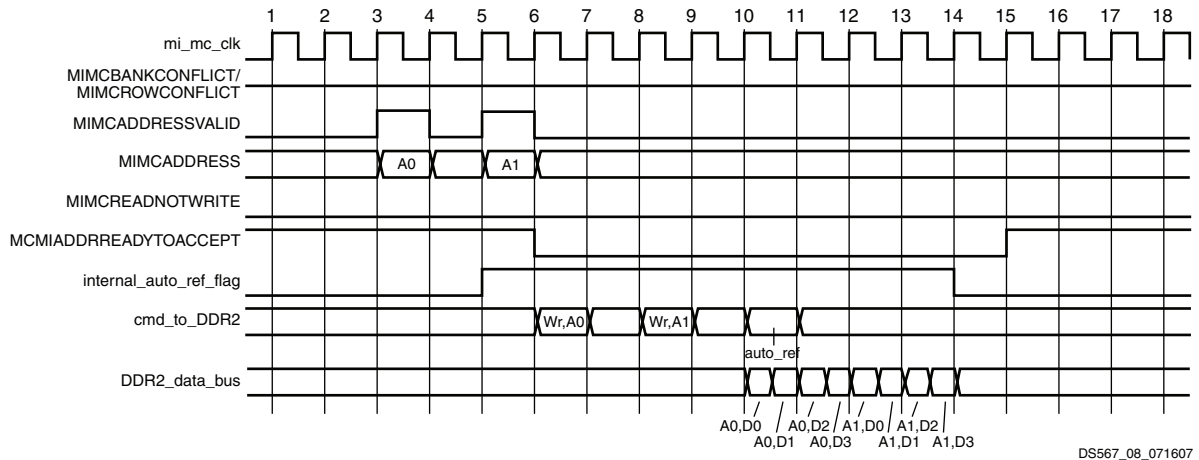 1 2 3 4 5 6 7 8 9 10 11 12 13 14 15 16 17 18
mi_mc_clk
MIMCBANKCONFLICT/
MIMCROWCONFLICT
MIMCADDRESSVALID
MIMCADDRESS A0 A1
MIMCREADNOTWRITE
MCMIADDRREADYTOACCEPT
internal_auto_ref_flag
cmd_to_DDR2 Wr,A0 Wr,A1
auto_ref
DDR2_data_bus
A0,D0 A0,D2 A1,D0 A1,D2
A0,D1 A0,D3 A1,D1 A1,D3
DS567_08_071607